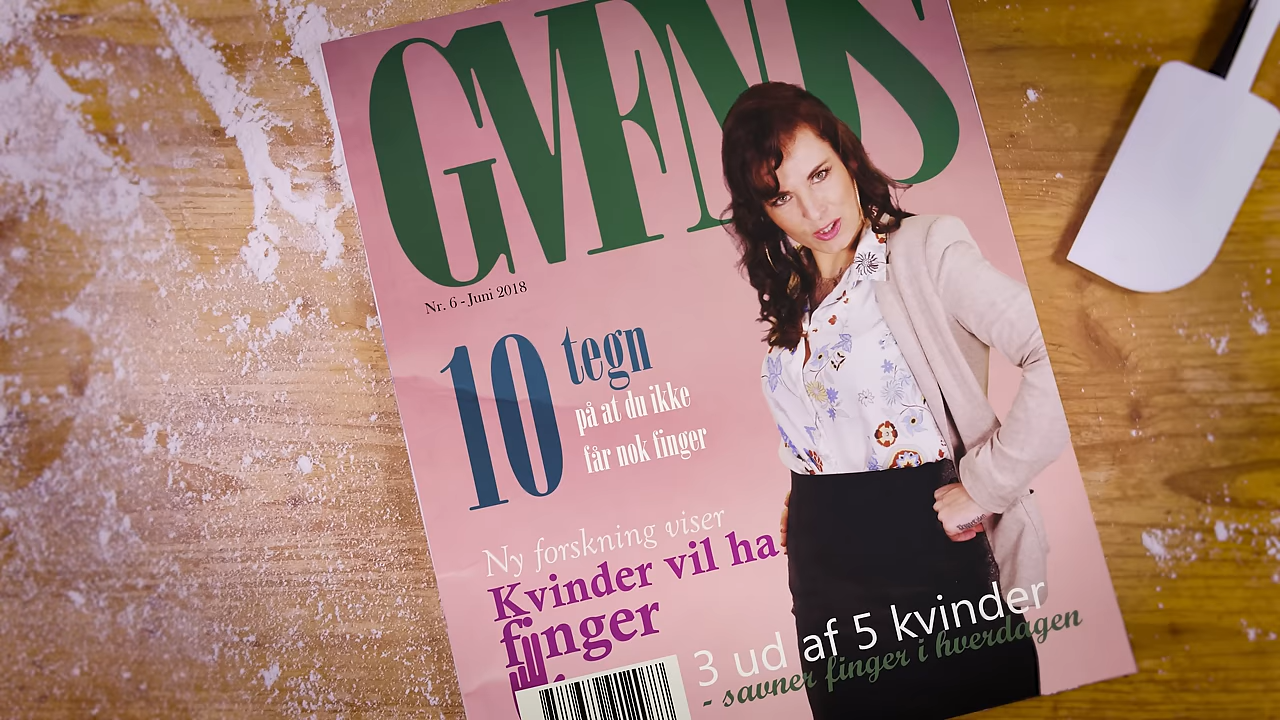 GVFNS
Nr. 6 - Juni 2018
10 tegn
på at du ikke
får nok finger
Ny forskning viser
Kvinder vil ha
finger
3 ud af 5 kvinder
- savner finger i hverdagen